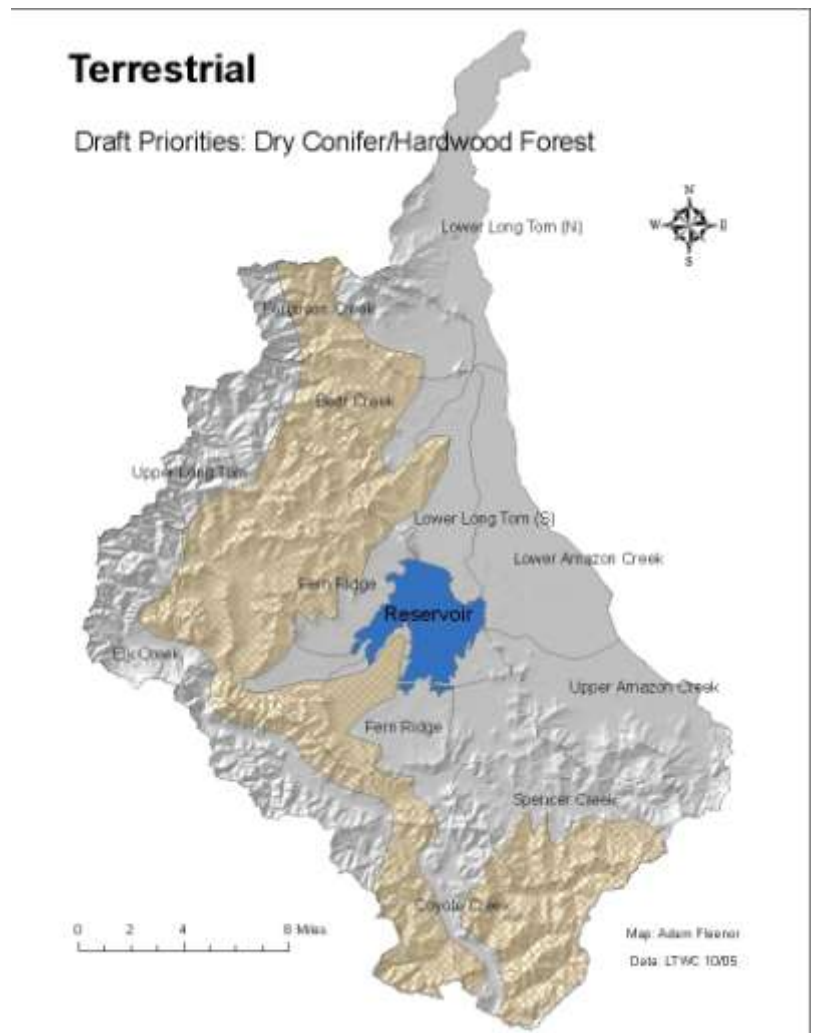 Terrestrial
Draft Priorities: Dry Conifer/Hardwood Forest
N
W E
S
Lower Long Tom (N)
Ferguson Creek
Bear Creek
Upper Long Tom
Lower Long Tom (S)
Lower Amazon Creek
Fern Ridge
Reservoir
Elk Creek
Upper Amazon Creek
Fern Ridge
Spencer Creek
Coyote Creek
0 2 4 8 Miles
Map: Adam Fleenor
Data: LTWC 10/05